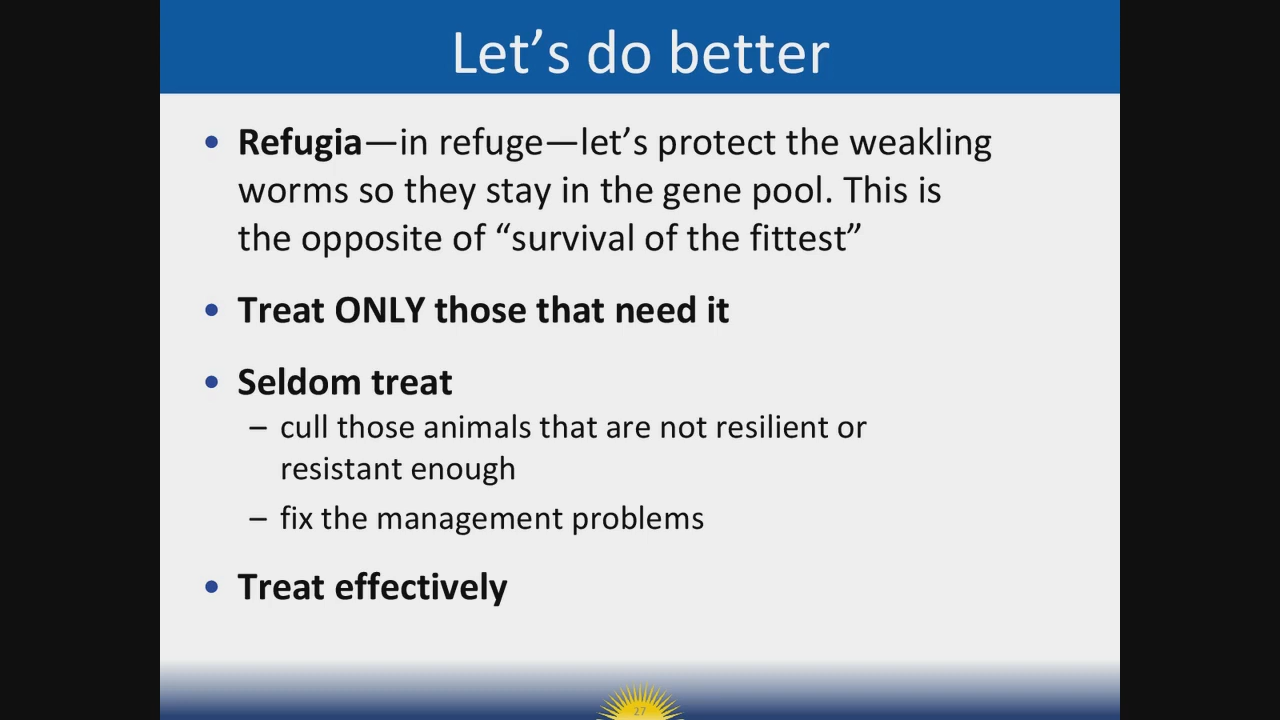 Let’s do better
• Refugia—in refuge—let’s protect the weakling
worms so they stay in the gene pool. This is
the opposite of “survival of the fittest”
• Treat ONLY those that need it
• Seldom treat
– cull those animals that are not resilient or
resistant enough
– fix the management problems
• Treat effectively
27